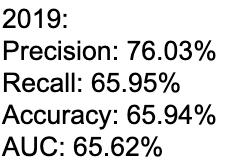 2019:
Precision: 76.03%
Recall: 65.95%
Accuracy: 65.94%
AUC: 65.62%